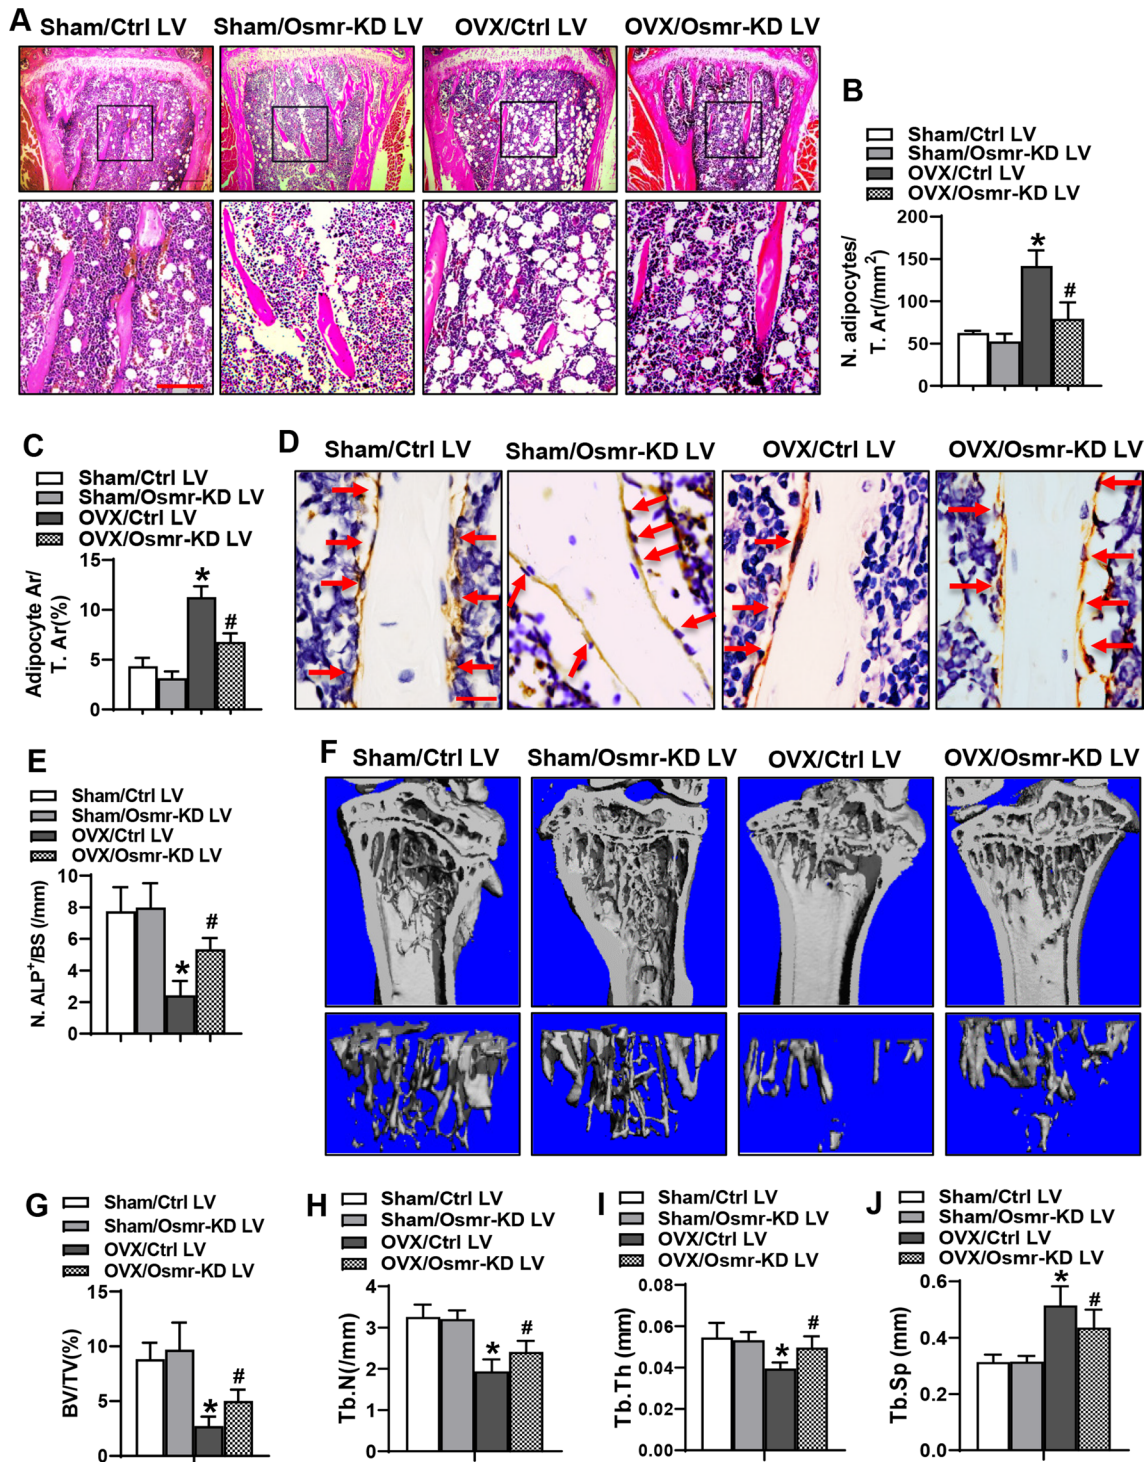 A
Sham/Ctrl LV
Sham/Osmr-KD LV
OVX/Ctrl LV
OVX/Osmr-KD LV
B
Sham/Ctrl LV
Sham/Osmr-KD LV
OVX/Ctrl LV
OVX/Osmr-KD LV
N. adipocytes/
T. Ar(/mm²)
200
150
100
50
0
*
#
C
Sham/Ctrl LV
Sham/Osmr-KD LV
OVX/Ctrl LV
OVX/Osmr-KD LV
Adipocyte Ar/
T. Ar(%)
15
10
5
0
*
#
D
Sham/Ctrl LV
Sham/Osmr-KD LV
OVX/Ctrl LV
OVX/Osmr-KD LV
E
Sham/Ctrl LV
Sham/Osmr-KD LV
OVX/Ctrl LV
OVX/Osmr-KD LV
N. ALP⁺/BS (/mm)
10
8
6
4
2
0
*
#
F
Sham/Ctrl LV
Sham/Osmr-KD LV
OVX/Ctrl LV
OVX/Osmr-KD LV
G
Sham/Ctrl LV
Sham/Osmr-KD LV
OVX/Ctrl LV
OVX/Osmr-KD LV
BV/TV(%)
15
10
5
0
*
#
H
Sham/Ctrl LV
Sham/Osmr-KD LV
OVX/Ctrl LV
OVX/Osmr-KD LV
Tb.N(/mm)
4
3
2
1
0
*
#
I
Sham/Ctrl LV
Sham/Osmr-KD LV
OVX/Ctrl LV
OVX/Osmr-KD LV
Tb.Th (mm)
0.08
0.06
0.04
0.02
0.00
*
#
J
Sham/Ctrl LV
Sham/Osmr-KD LV
OVX/Ctrl LV
OVX/Osmr-KD LV
Tb.Sp (mm)
0.6
0.4
0.2
0.0
*
#